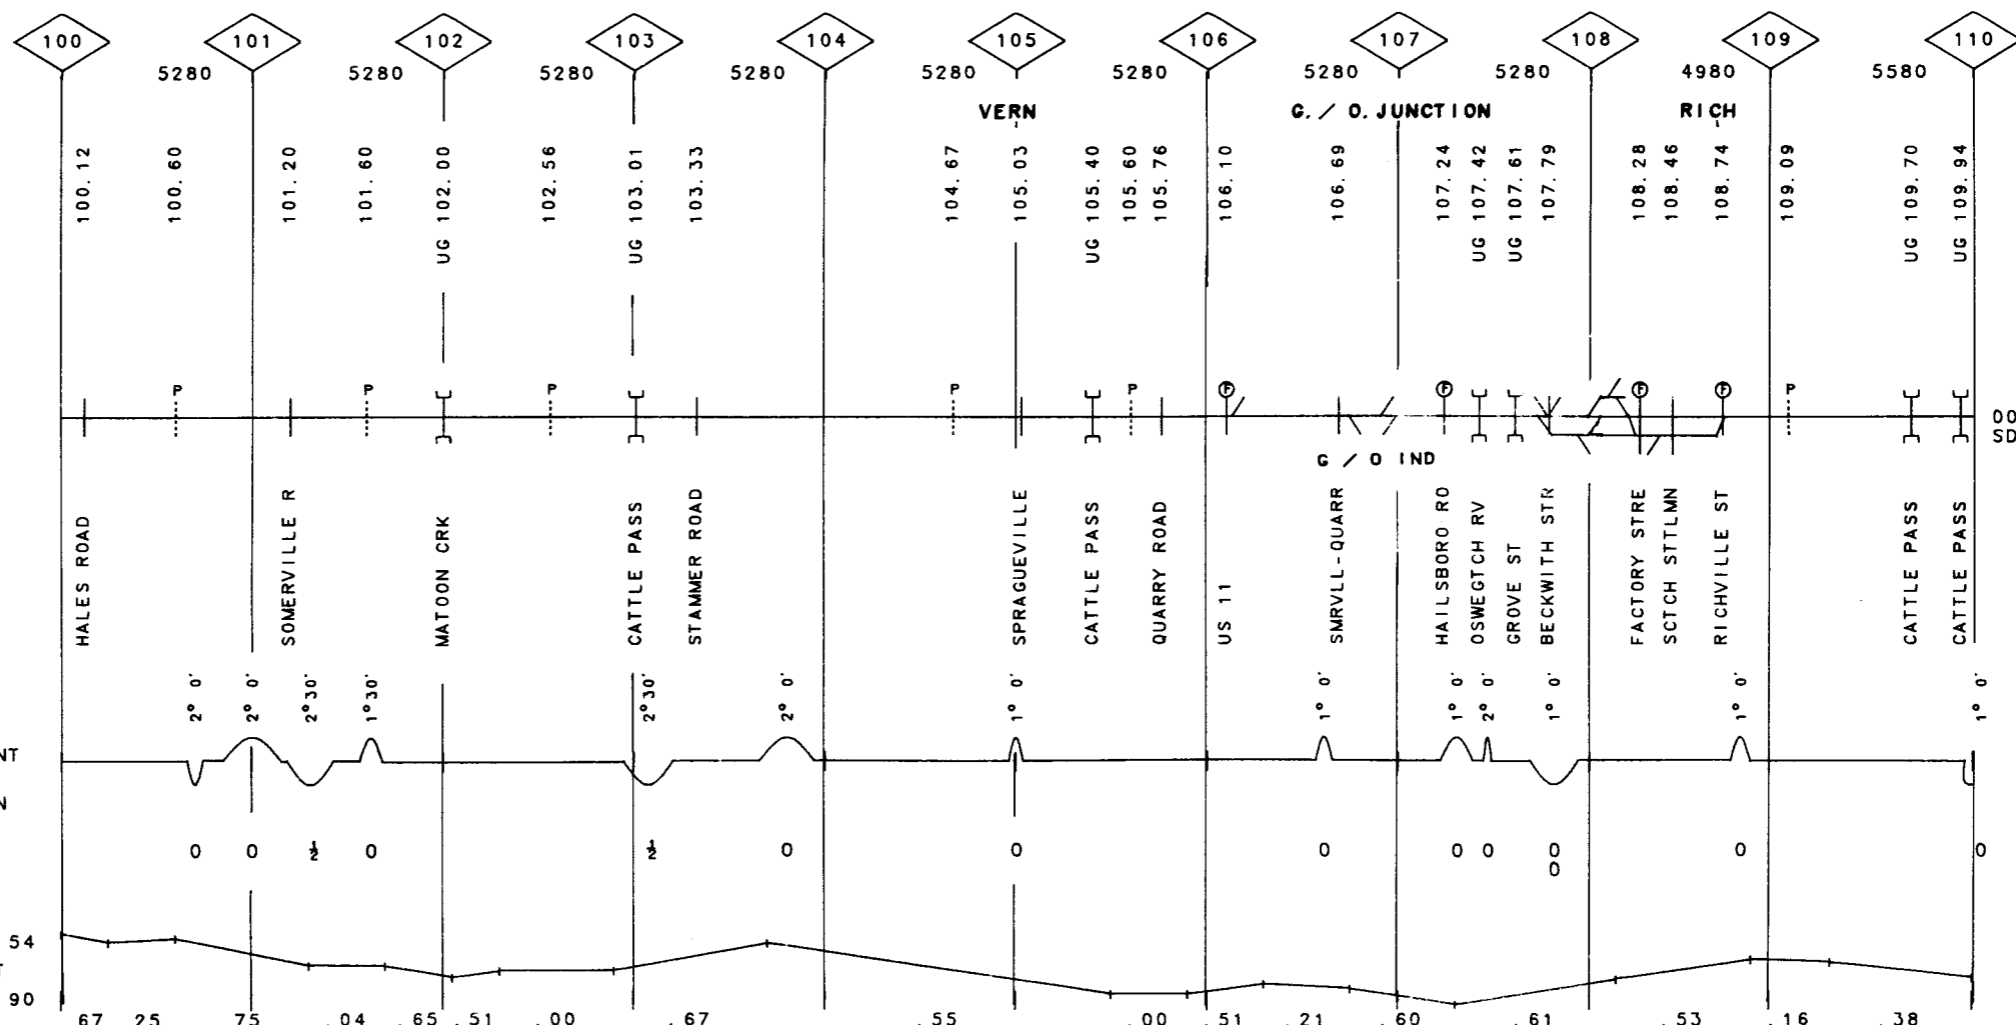 100 101 102 103 104 105 106 107 108 109 110
5280 5280 5280 5280 5280 5280 5280 5280 4980 5580
VERN G. / O. JUNCTION RICH
100.12
100.60
101.20
101.60
UG 102.00
102.56
UG 103.01
103.33
104.67
105.03
UG 105.40
105.60
105.76
106.10
106.69
107.24
UG 107.42
UG 107.61
107.79
108.28
108.46
108.74
109.09
UG 109.70
UG 109.94
P P P P P F F F F P
00
SD
G / O IND
HALES ROAD
SOMERVILLE R
MATOON CRK
CATTLE PASS
STAMMER ROAD
SPRAGUEVILLE
CATTLE PASS
QUARRY ROAD
US 11
SMRVLL-QUARR
HAILSBORO RO
OSWEGTCH RV
GROVE ST
BECKWITH STR
FACTORY STRE
SCTCH STTLMN
RICHVILLE ST
CATTLE PASS
CATTLE PASS
2° 0'
2° 0'
2°30'
1°30'
2°30'
2° 0'
1° 0'
1° 0'
1° 0'
2° 0'
1° 0'
1° 0'
1° 0'
NT
N
0 0 ½ 0 ½ 0 0 0 0 0 0 0 0
0
54
T
90
67 25 75 .04 .65 .51 .00 .67 .55 .00 .51 .21 .60 .61 .53 .16 .38